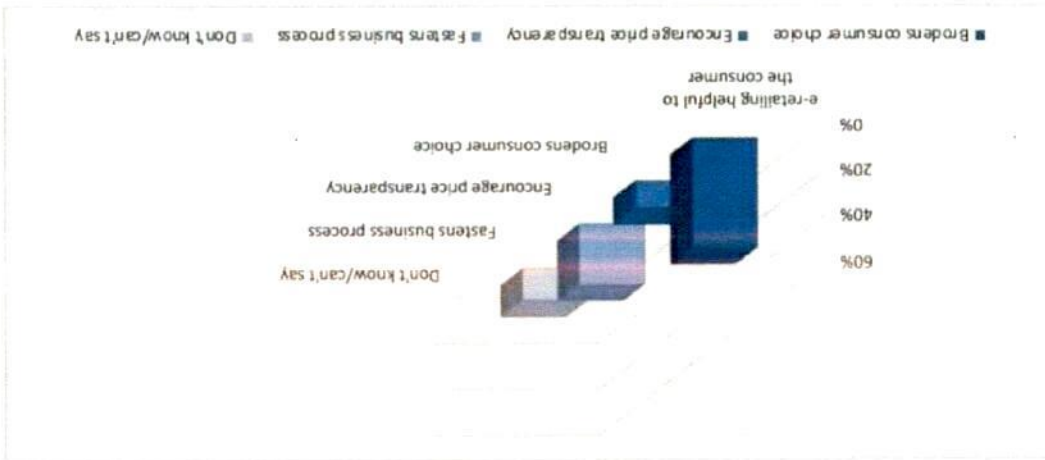 60%
40%
20%
0%
Don't know/can't say
Fastens business process
Encourage price transparency
Brodens consumer choice
e-retailing helpful to
the consumer
■ Brodens consumer choice ■ Encourage price transparency ■ Fastens business process ■ Don't know/can't say